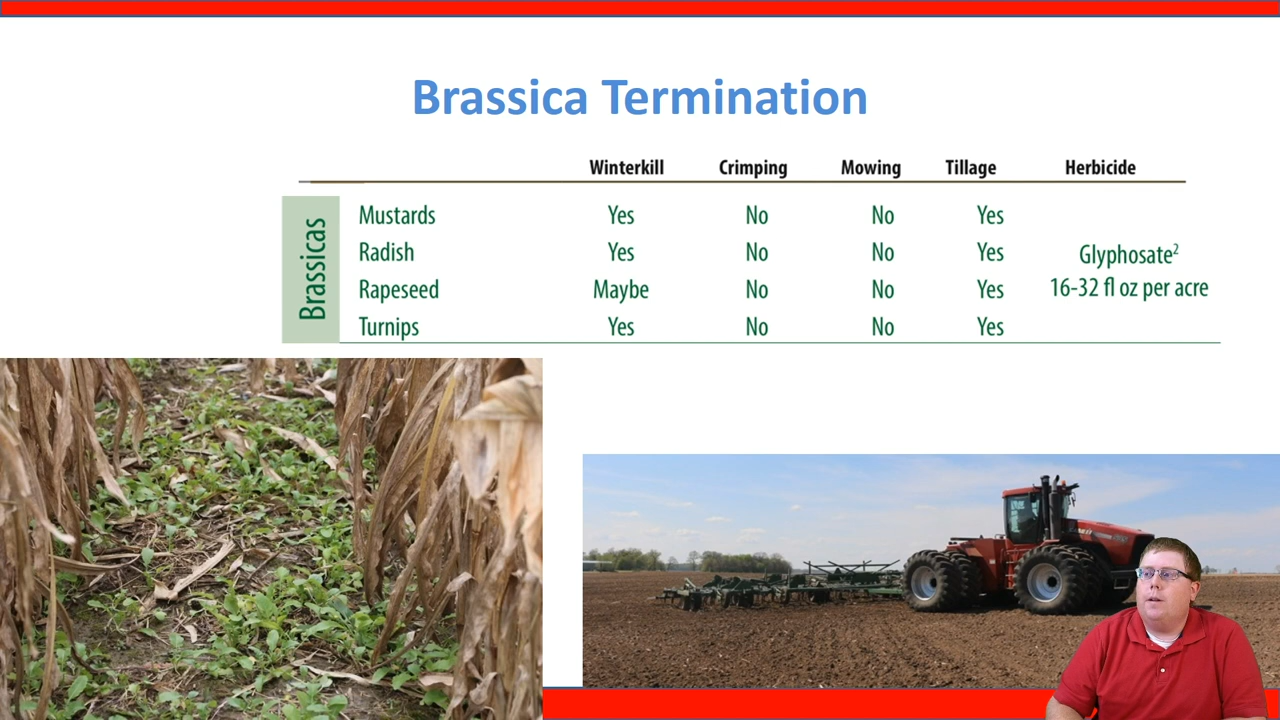 Brassica Termination
Winterkill Crimping Mowing Tillage Herbicide
Brassicas
Mustards Yes No No Yes
Radish Yes No No Yes Glyphosate²
Rapeseed Maybe No No Yes 16-32 fl oz per acre
Turnips Yes No No Yes